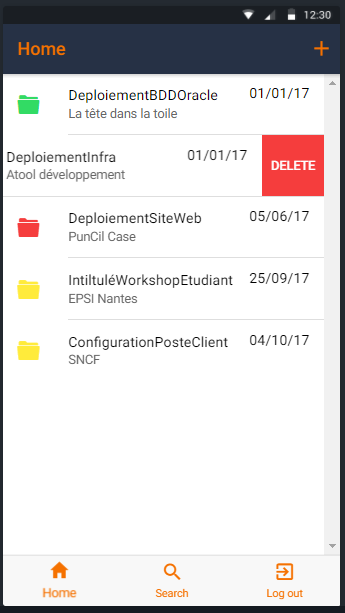 12:30
Home
+
DeploiementBDDOracle 01/01/17
La tête dans la toile
DeploiementInfra 01/01/17 DELETE
Atool développement
DeploiementSiteWeb 05/06/17
PunCil Case
IntiltuléWorkshopEtudiant 25/09/17
EPSI Nantes
ConfigurationPosteClient 04/10/17
SNCF
Home Search Log out